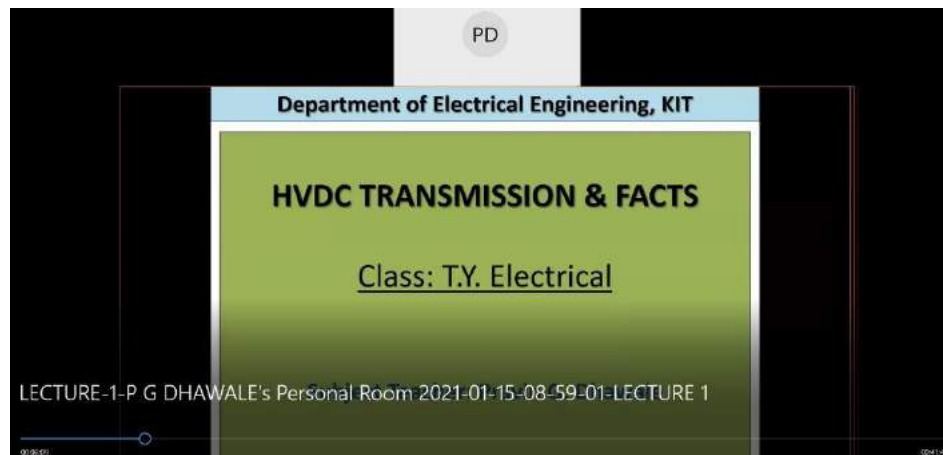 PD
Department of Electrical Engineering, KIT
HVDC TRANSMISSION & FACTS
Class: T.Y. Electrical
LECTURE-1-P G DHAWALE's Personal Room 2021-01-15-08-59-01-LECTURE 1